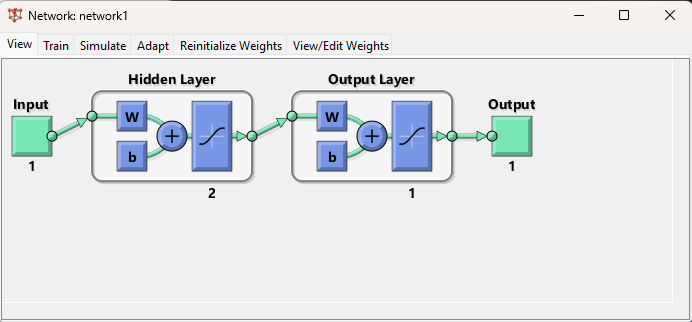 Network: network1
View Train Simulate Adapt Reinitialize Weights View/Edit Weights
Hidden Layer Output Layer
Input Output
W W
+ +
b b
1 1
2 1